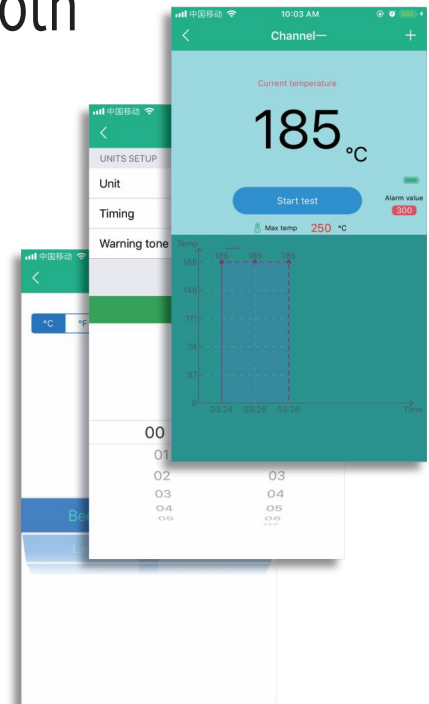 oth
中国移动 10:03 AM
Channel一
Current temperature
185 °C
Start test
Alarm value
300
Max temp 250 °C
Temp
185 185 185 185
148
111
74
37
0
03:24 03:25 03:26 Time
中国移动
UNITS SETUP
Unit
Timing
Warning tone
00
01
02 03
03 04
04 05
05 06
中国移动
°C °F